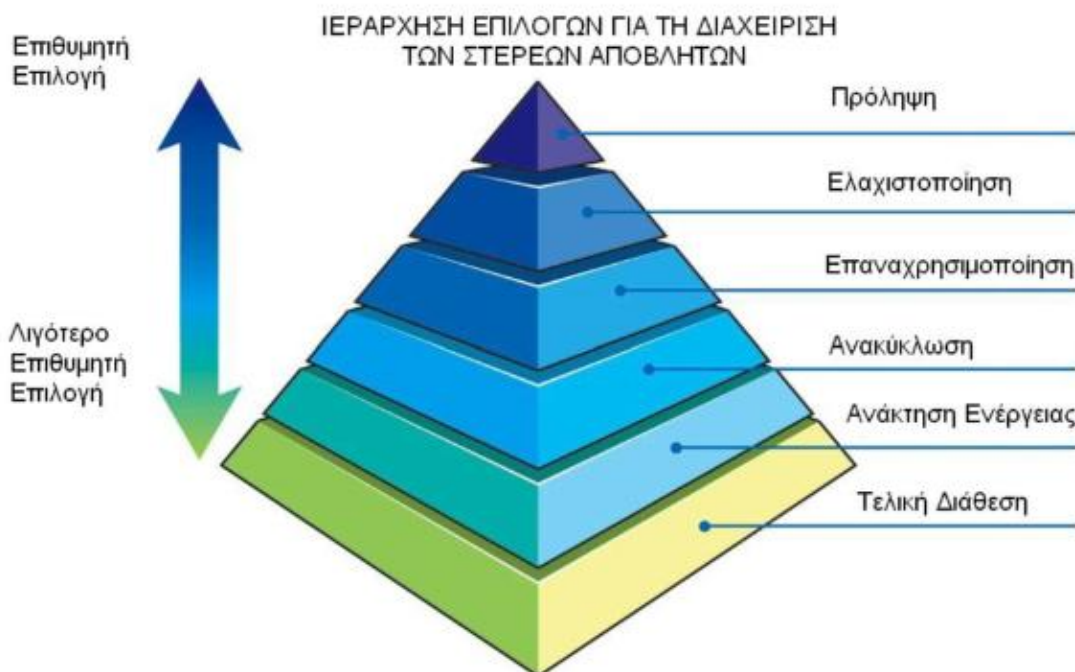 ΙΕΡΑΡΧΗΣΗ ΕΠΙΛΟΓΩΝ ΓΙΑ ΤΗ ΔΙΑΧΕΙΡΙΣΗ
ΤΩΝ ΣΤΕΡΕΩΝ ΑΠΟΒΛΗΤΩΝ
Επιθυμητή
Επιλογή
Πρόληψη
Ελαχιστοποίηση
Επαναχρησιμοποίηση
Λιγότερο
Επιθυμητή
Επιλογή
Ανακύκλωση
Ανάκτηση Ενέργειας
Τελική Διάθεση